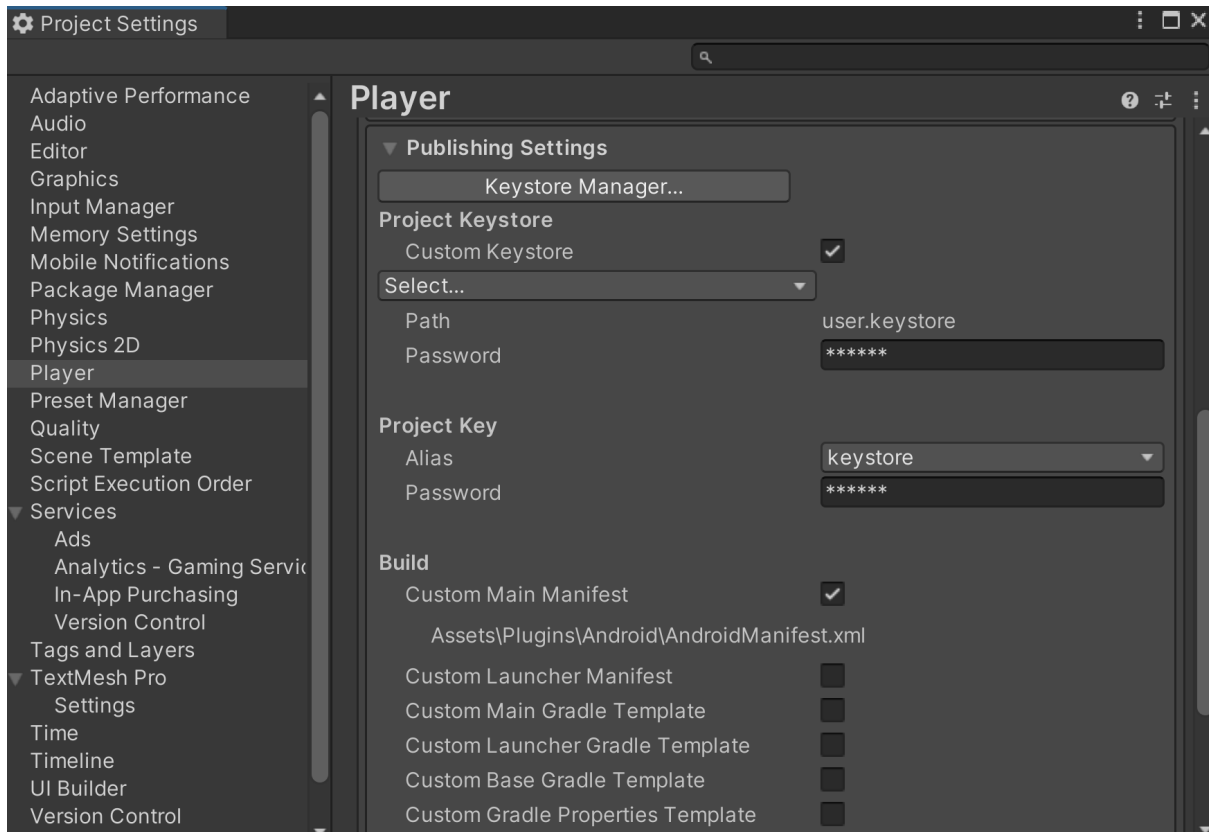 Project Settings
Adaptive Performance
Audio
Editor
Graphics
Input Manager
Memory Settings
Mobile Notifications
Package Manager
Physics
Physics 2D
Player
Preset Manager
Quality
Scene Template
Script Execution Order
Services
Ads
Analytics - Gaming Servic
In-App Purchasing
Version Control
Tags and Layers
TextMesh Pro
Settings
Time
Timeline
UI Builder
Version Control
Player
Publishing Settings
Keystore Manager...
Project Keystore
Custom Keystore
Select...
Path user.keystore
Password ******
Project Key
Alias keystore
Password ******
Build
Custom Main Manifest
Assets\Plugins\Android\AndroidManifest.xml
Custom Launcher Manifest
Custom Main Gradle Template
Custom Launcher Gradle Template
Custom Base Gradle Template
Custom Gradle Properties Template